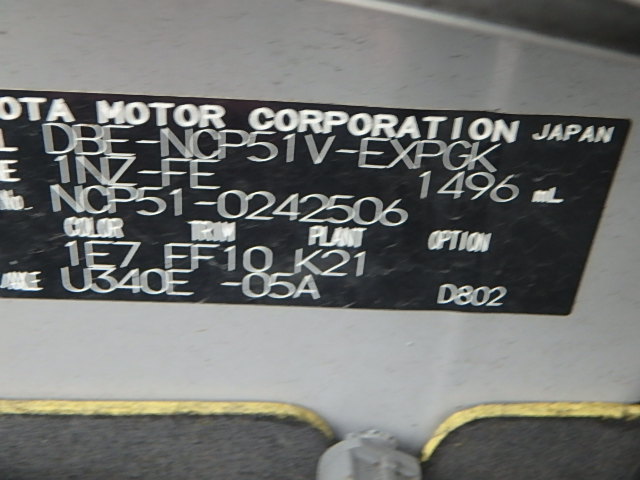 OTA MOTOR CORPORATION JAPAN
L DBE-NCP51V-EXPGK
E 1NZ-FE 1496 mL
No. NCP51-0242506
COLOR TRIM PLANT OPTION
1E7 FF10 K21
AXLE U340E -05A D802